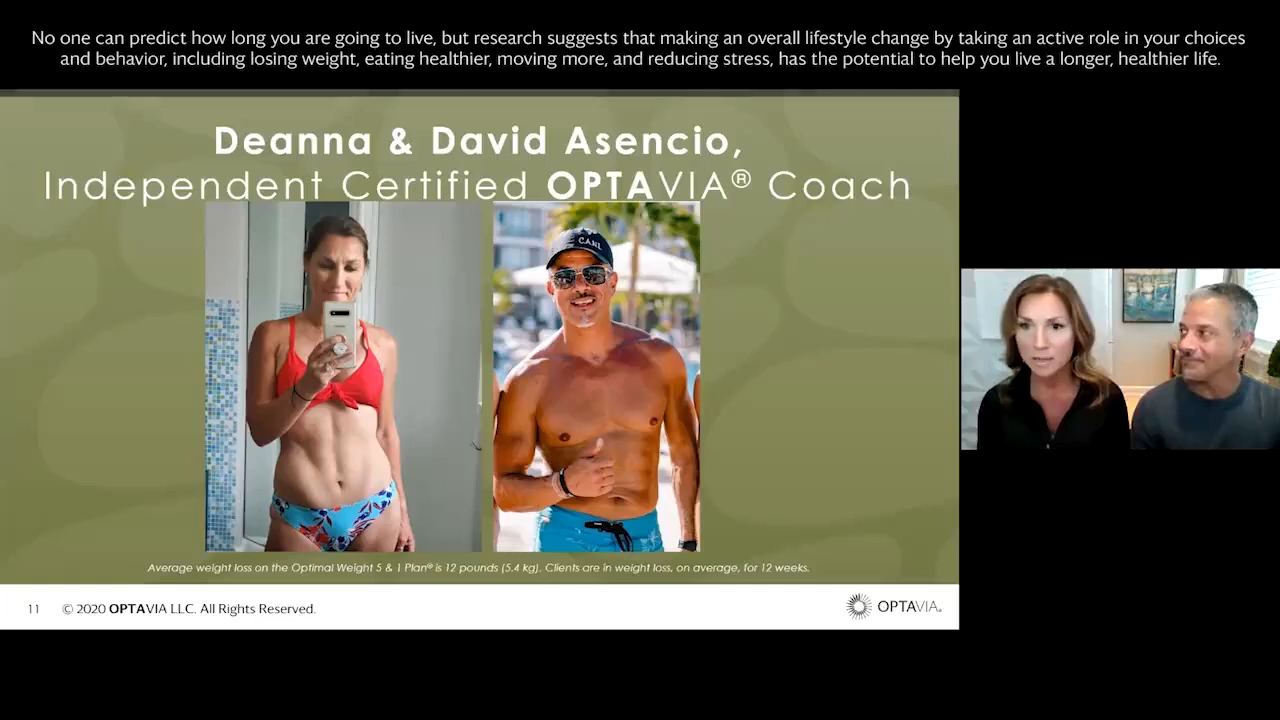 No one can predict how long you are going to live, but research suggests that making an overall lifestyle change by taking an active role in your choices
and behavior, including losing weight, eating healthier, moving more, and reducing stress, has the potential to help you live a longer, healthier life.
Deanna & David Asencio,
Independent Certified OPTAVIA® Coach
CANI
Average weight loss on the Optimal Weight 5 & 1 Plan® is 12 pounds (5.4 kg). Clients are in weight loss, on average, for 12 weeks.
11 © 2020 OPTAVIA LLC. All Rights Reserved.
OPTAVIA®